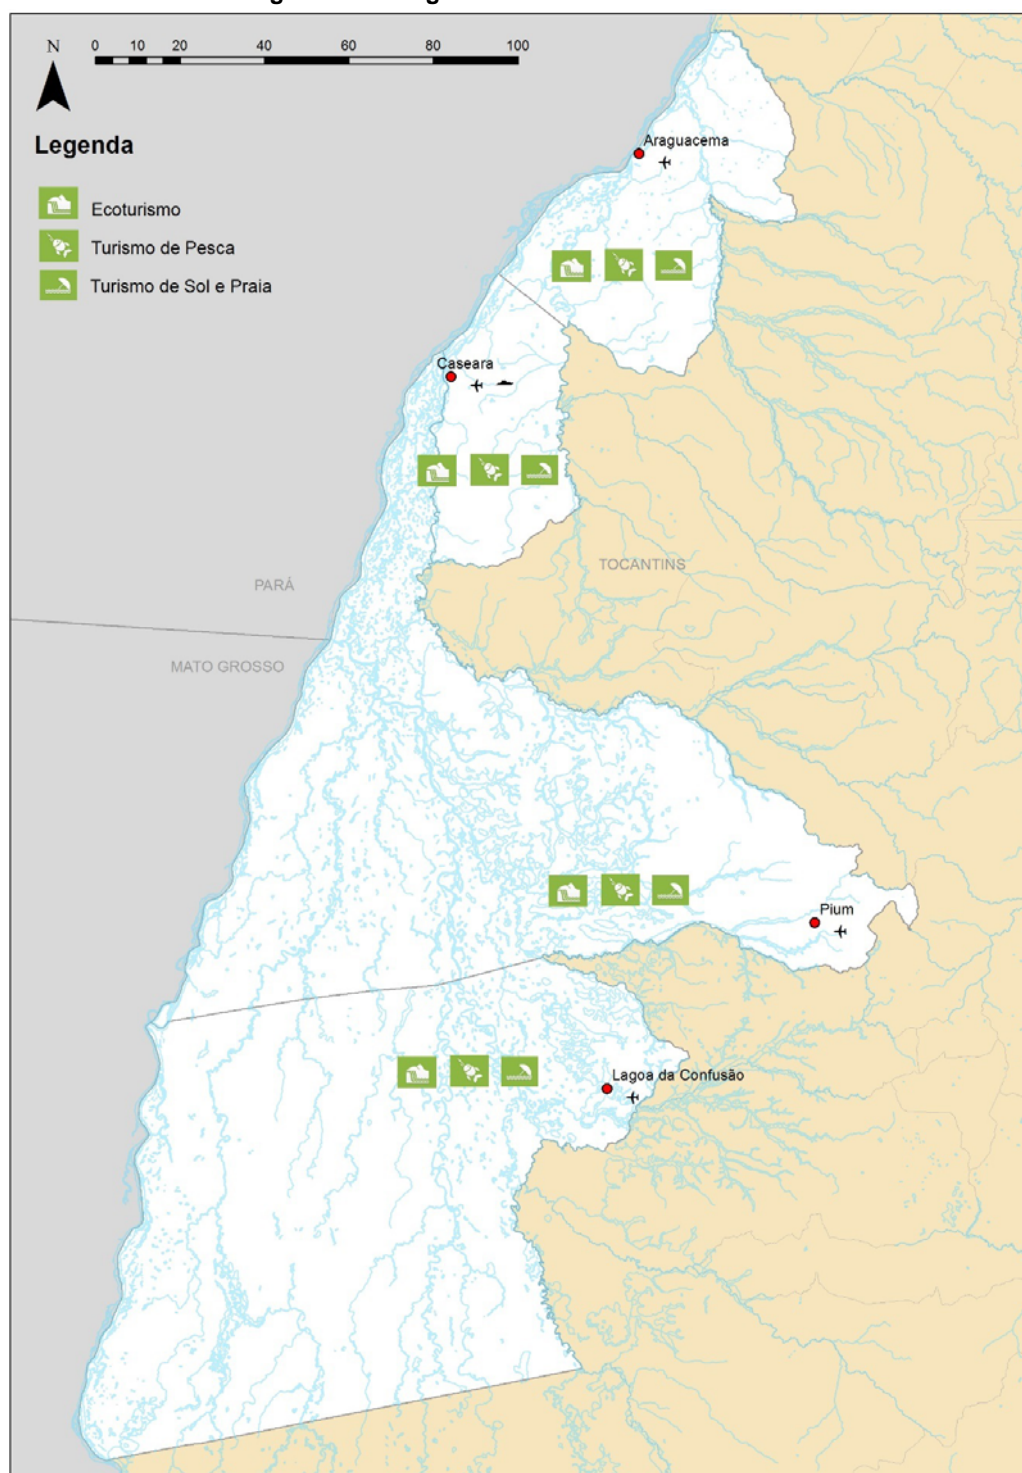 N
0 10 20 40 60 80 100
Legenda
Ecoturismo
Turismo de Pesca
Turismo de Sol e Praia
Araguacema
Caseara
TOCANTINS
PARÁ
MATO GROSSO
Pium
Lagoa da Confusão